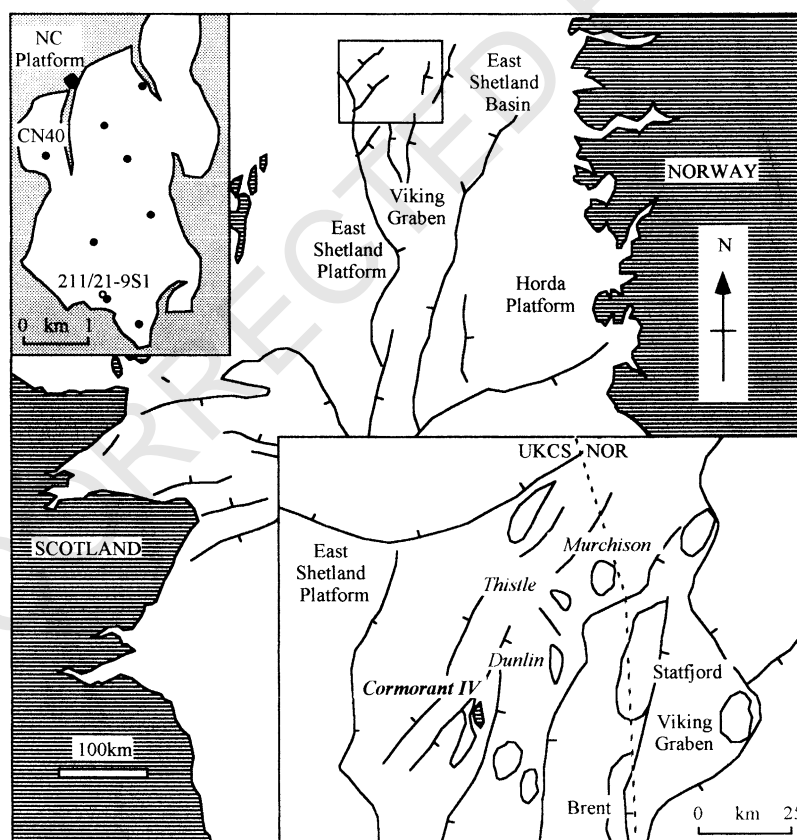 NC
Platform
CN40
211/21-9S1
0 km 1
East
Shetland
Basin
NORWAY
Viking
Graben
East
Shetland
Platform
Horda
Platform
N
SCOTLAND
100km
UKCS NOR
East
Shetland
Platform
Murchison
Thistle
Dunlin
Cormorant IV
Statfjord
Viking
Graben
Brent
0 km 25